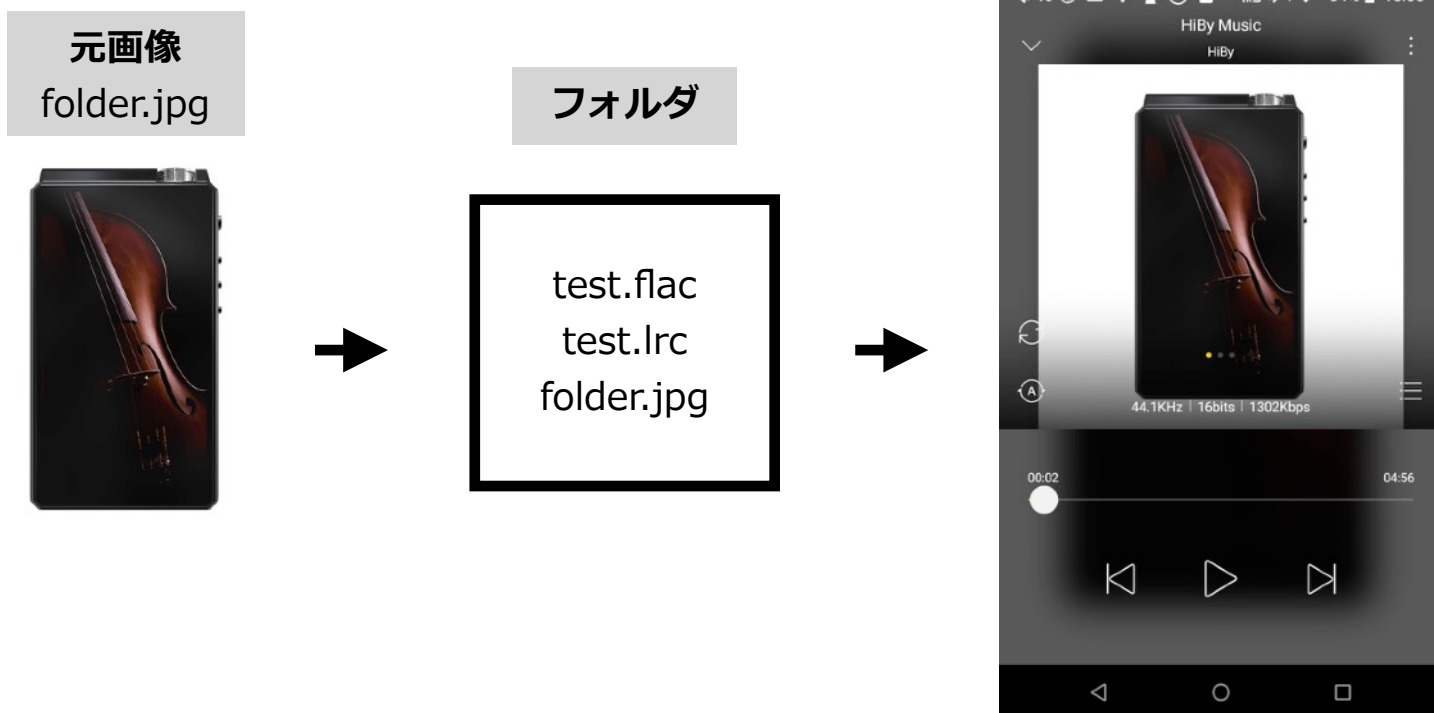 元画像
folder.jpg
フォルダ
test.flac
test.lrc
folder.jpg
HiBy Music
HiBy
A
44.1KHz | 16bits | 1302Kbps
00:02
04:56